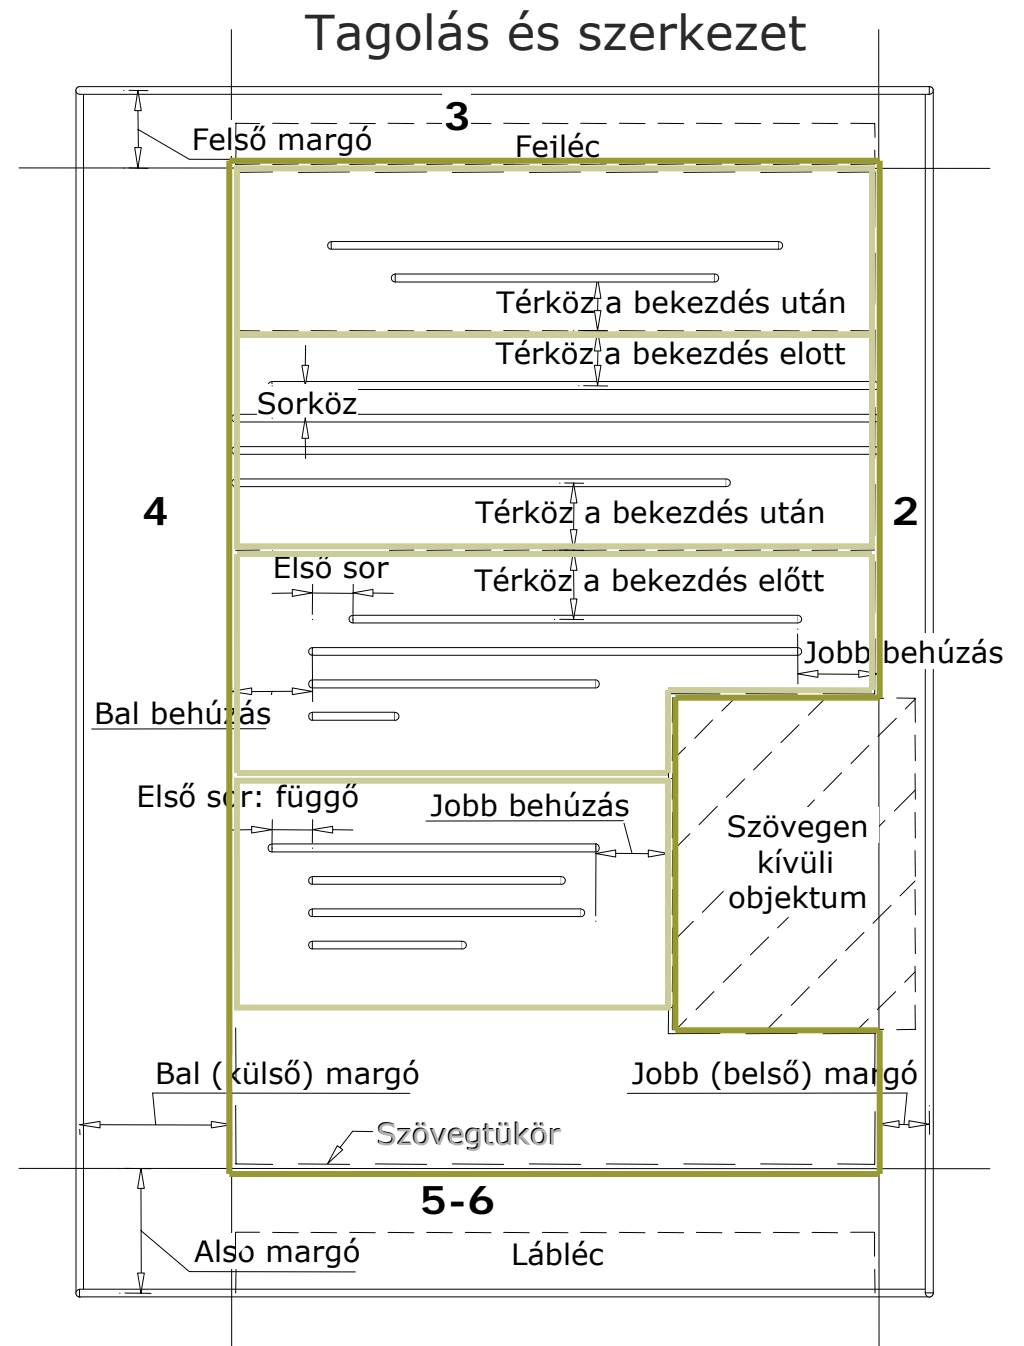 Tagolás és szerkezet
3
Felső margó
Fejléc
Térköz a bekezdés után
Térköz a bekezdés elott
Sorköz
4
2
Térköz a bekezdés után
Első sor
Térköz a bekezdés előtt
Jobb behúzás
Bal behúzás
Első sor: függő
Jobb behúzás
Szövegen
kívüli
objektum
Bal (külső) margó
Jobb (belső) margó
Szövegtükör
5-6
Also margó
Lábléc